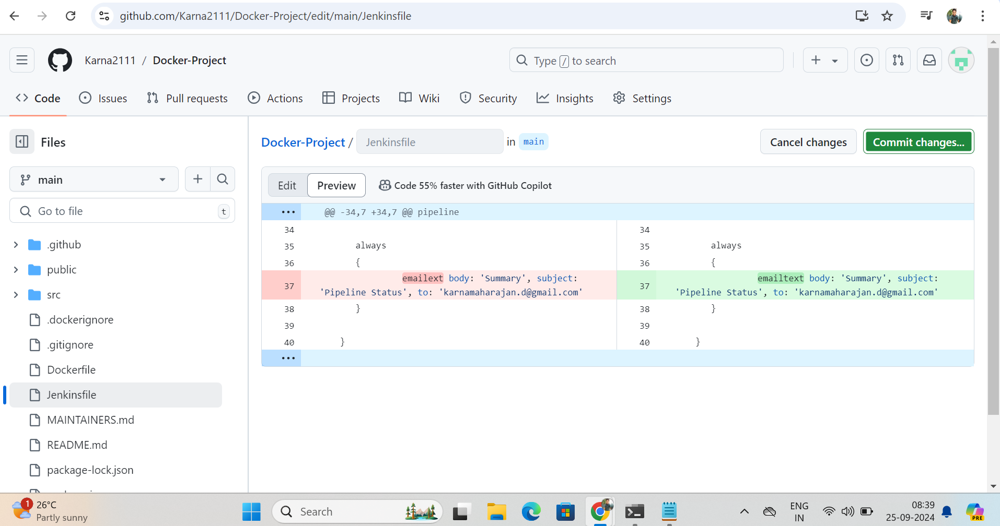 github.com/Karna2111/Docker-Project/edit/main/Jenkinsfile
Karna2111 / Docker-Project
Type / to search
Code Issues Pull requests Actions Projects Wiki Security Insights Settings
Files
Docker-Project / Jenkinsfile in main
Cancel changes Commit changes...
main
Edit Preview Code 55% faster with GitHub Copilot
Go to file t
@@ -34,7 +34,7 @@ pipeline
34 34
35 always 35 always
36 { 36 {
37 emailext body: 'Summary', subject: 37 emailtext body: 'Summary', subject:
'Pipeline Status', to: 'karnamaharajan.d@gmail.com' 'Pipeline Status', to: 'karnamaharajan.d@gmail.com'
38 } 38 }
39 39
40 } 40 }
.github
public
src
.dockerignore
.gitignore
Dockerfile
Jenkinsfile
MAINTAINERS.md
README.md
package-lock.json
1
26°C
Partly sunny
Search
ENG
IN
08:39
25-09-2024
PRE